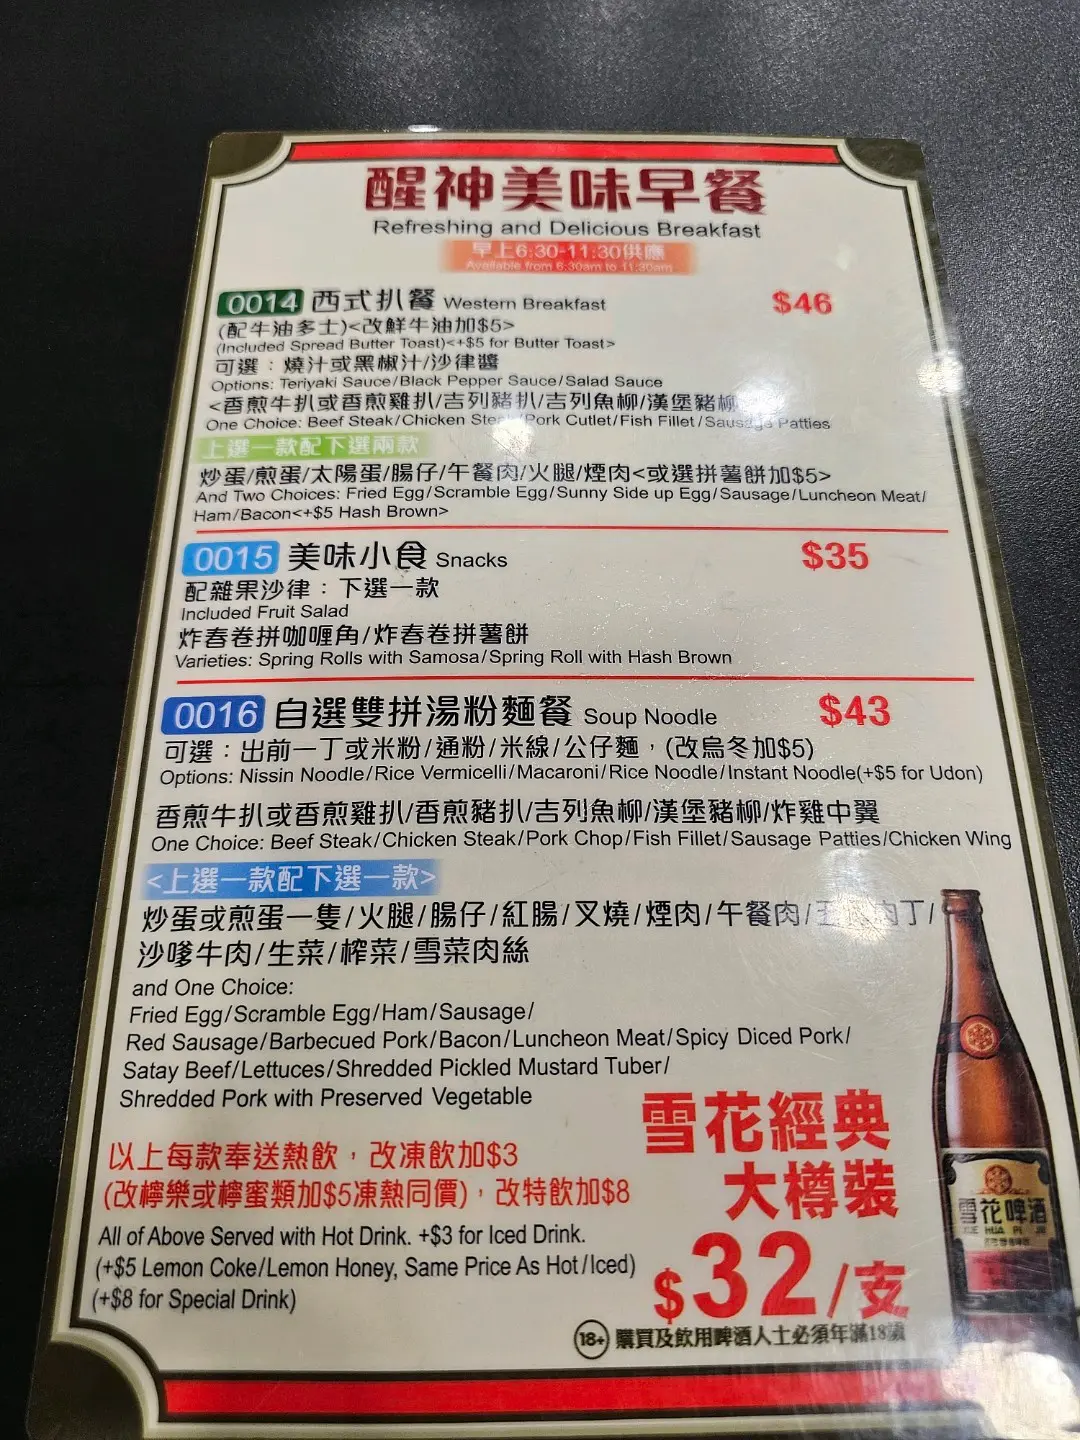 醒神美味早餐
Refreshing and Delicious Breakfast
早上6:30-11:30供應
Available from 6:30am to 11:30am
0014 西式扒餐 Western Breakfast $46
(配牛油多士)<改鮮牛油加$5>
(Included Spread Butter Toast)<+$5 for Butter Toast>
可選：燒汁或黑椒汁/沙律醬
Options: Teriyaki Sauce/Black Pepper Sauce/Salad Sauce
<香煎牛扒或香煎雞扒/吉列豬扒/吉列魚柳/漢堡豬柳
One Choice: Beef Steak/Chicken Steak/Pork Cutlet/Fish Fillet/Sausage Patties
上選一款配下選兩款
炒蛋/煎蛋/太陽蛋/腸仔/午餐肉/火腿/煙肉<或選拼薯餅加$5>
And Two Choices: Fried Egg/Scramble Egg/Sunny Side up Egg/Sausage/Luncheon Meat/
Ham/Bacon<+$5 Hash Brown>
0015 美味小食 Snacks $35
配雜果沙律：下選一款
Included Fruit Salad
炸春卷拼咖喱角/炸春卷拼薯餅
Varieties: Spring Rolls with Samosa/Spring Roll with Hash Brown
0016 自選雙拼湯粉麵餐 Soup Noodle $43
可選：出前一丁或米粉/通粉/米線/公仔麵，(改烏冬加$5)
Options: Nissin Noodle/Rice Vermicelli/Macaroni/Rice Noodle/Instant Noodle(+$5 for Udon)
香煎牛扒或香煎雞扒/香煎豬扒/吉列魚柳/漢堡豬柳/炸雞中翼
One Choice: Beef Steak/Chicken Steak/Pork Chop/Fish Fillet/Sausage Patties/Chicken Wing
<上選一款配下選一款>
炒蛋或煎蛋一隻/火腿/腸仔/紅腸/叉燒/煙肉/午餐肉/肉丁/
沙嗲牛肉/生菜/榨菜/雪菜肉絲
and One Choice:
Fried Egg/Scramble Egg/Ham/Sausage/
Red Sausage/Barbecued Pork/Bacon/Luncheon Meat/Spicy Diced Pork/
Satay Beef/Lettuces/Shredded Pickled Mustard Tuber/
Shredded Pork with Preserved Vegetable
以上每款奉送熱飲，改凍飲加$3
(改檸樂或檸蜜類加$5凍熱同價)，改特飲加$8
All of Above Served with Hot Drink. +$3 for Iced Drink.
(+$5 Lemon Coke/Lemon Honey, Same Price As Hot/Iced)
(+$8 for Special Drink)
雪花經典
大樽裝
$32/支
18+ 購買及飲用啤酒人士必須年滿18歲
雪花啤酒